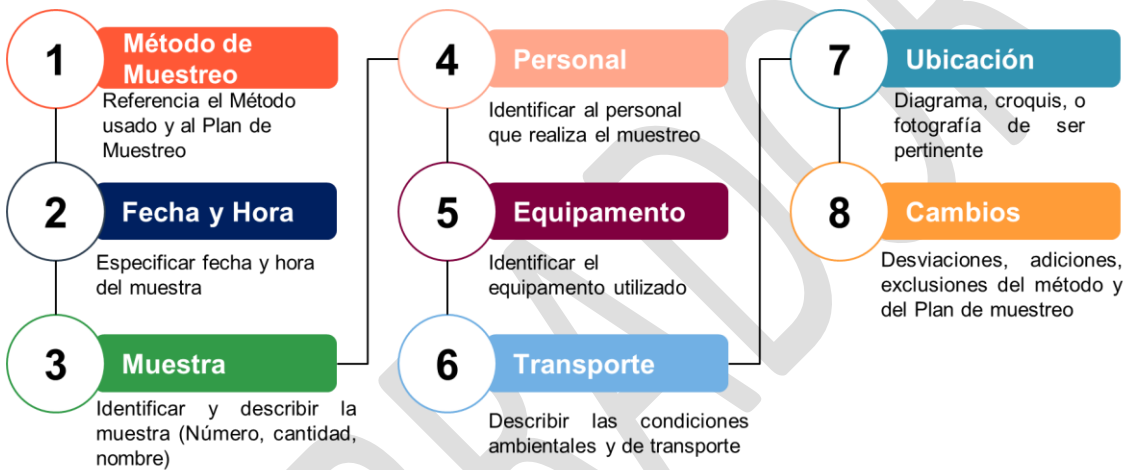 1
Método de
Muestreo
Referencia el Método
usado y al Plan de
Muestreo
2
Fecha y Hora
Especificar fecha y hora
del muestra
3
Muestra
Identificar y describir la
muestra (Número, cantidad,
nombre)
4
Personal
Identificar al personal
que realiza el muestreo
5
Equipamento
Identificar el
equipamento utilizado
6
Transporte
Describir las condiciones
ambientales y de transporte
7
Ubicación
Diagrama, croquis, o
fotografía de ser
pertinente
8
Cambios
Desviaciones, adiciones,
exclusiones del método y
del Plan de muestreo